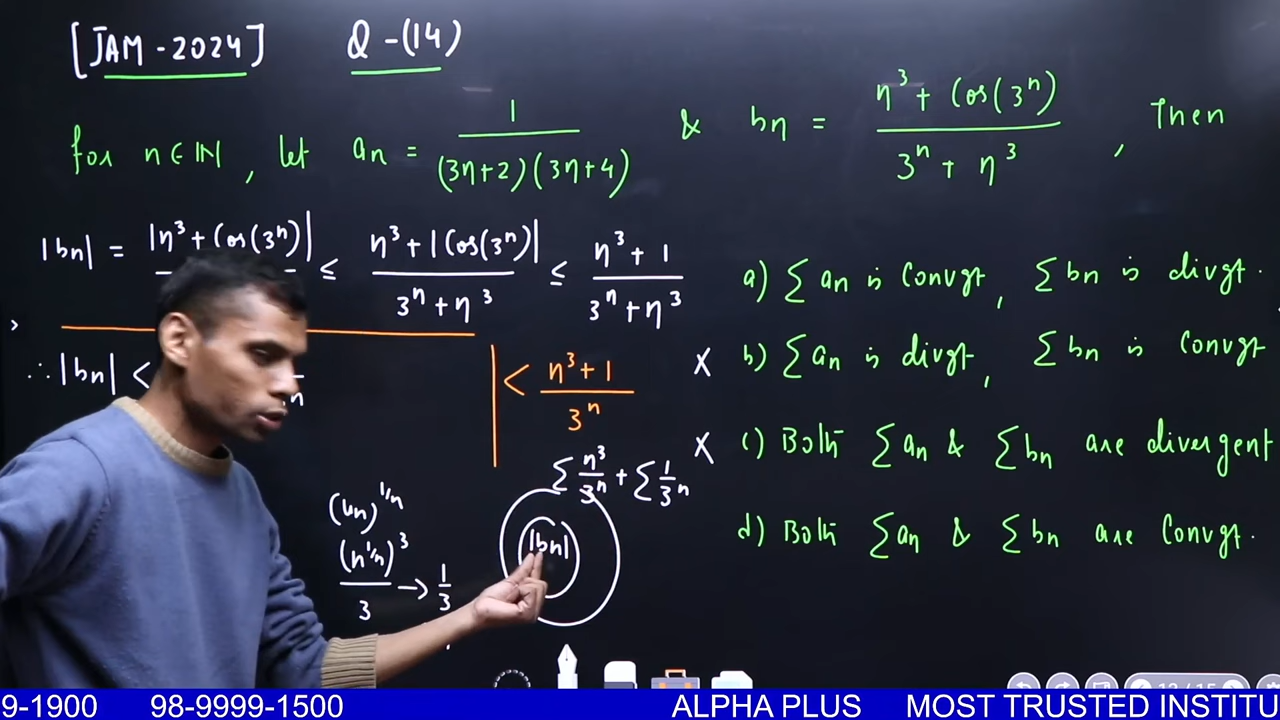 [JAM - 2024] Q - (14)
for n ∈ ℕ, let an = 1 / (3n+2)(3n+4) & bn = n³ + Cos(3ⁿ) / 3ⁿ + n³, Then
|bn| = |n³ + Cos(3ⁿ)| ≤ n³ + |Cos(3ⁿ)| / 3ⁿ + n³ ≤ n³ + 1 / 3ⁿ + n³
∴ |bn| <
< n³ + 1 / 3ⁿ
∑ n³/3ⁿ + ∑ 1/3ⁿ
(un)^1/n
(n^1/n)³ / 3 → 1/3
|bn|
a) ∑ an is Convgt, ∑ bn is divgt.
X b) ∑ an is divgt, ∑ bn is Convgt
X c) Both ∑ an & ∑ bn are divergent
d) Both ∑ an & ∑ bn are Convgt.
9-1900 98-9999-1500 ALPHA PLUS MOST TRUSTED INSTITU